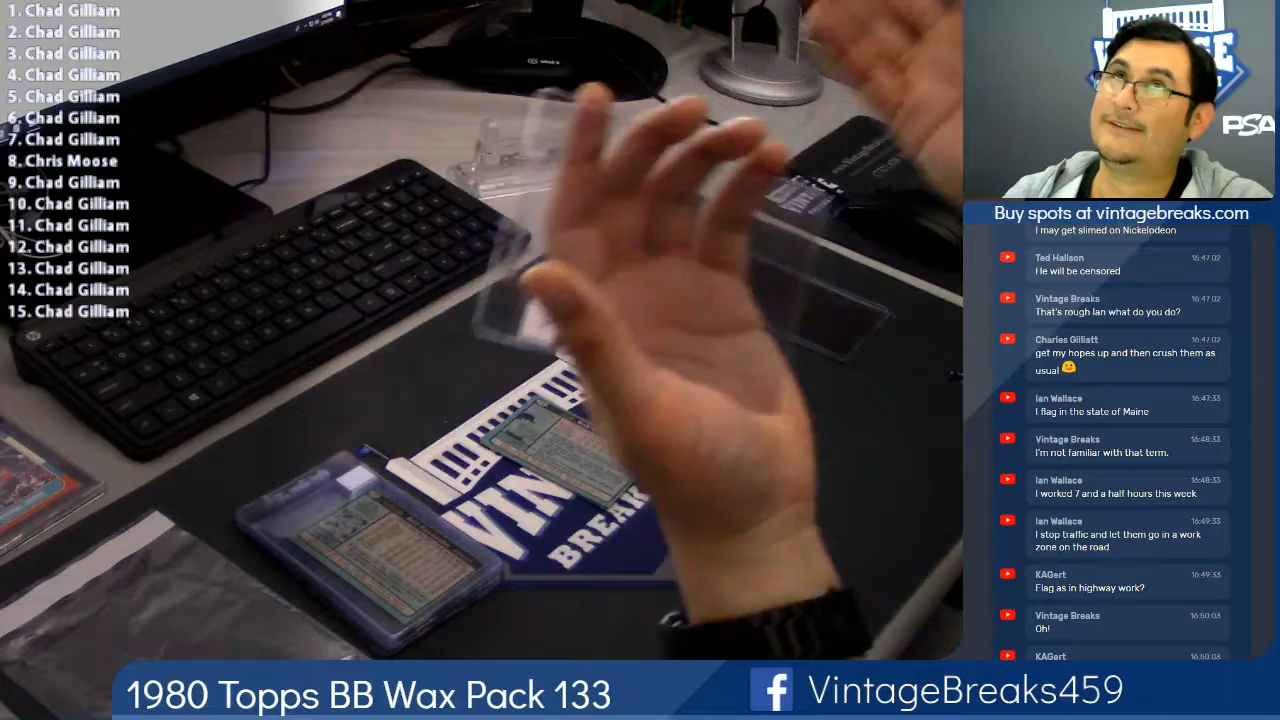 1. Chad Gilliam
2. Chad Gilliam
3. Chad Gilliam
4. Chad Gilliam
5. Chad Gilliam
6. Chad Gilliam
7. Chad Gilliam
8. Chris Moose
9. Chad Gilliam
10. Chad Gilliam
11. Chad Gilliam
12. Chad Gilliam
13. Chad Gilliam
14. Chad Gilliam
15. Chad Gilliam
PSA
Buy spots at vintagebreaks.com
I may get slimed on Nickelodeon
Ted Hallson 16:47:02
He will be censored
Vintage Breaks 16:47:02
That's rough Ian what do you do?
Charles Gilliatt 16:47:02
get my hopes up and then crush them as
usual
Ian Wallace 16:47:33
I flag in the state of Maine
Vintage Breaks 16:48:33
I'm not familiar with that term.
Ian Wallace 16:48:33
I worked 7 and a half hours this week
Ian Wallace 16:49:33
I stop traffic and let them go in a work
zone on the road
KAGert 16:49:33
Flag as in highway work?
Vintage Breaks 16:50:03
Oh!
KAGert 16:50:03
VIN
BREAK
1980 Topps BB Wax Pack 133
f VintageBreaks459